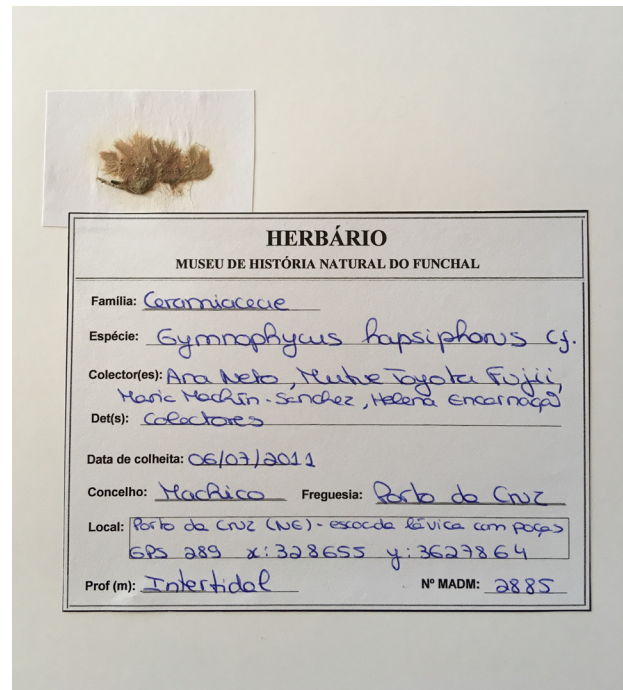 HERBÁRIO
MUSEU DE HISTÓRIA NATURAL DO FUNCHAL
Família: Ceramiaceae
Espécie: Gymnophycus hapsiphorus cf.
Colector(es): Ana Neto, Mutue Toyota Fujii,
Maria Machín-Sánchez, Helena Encarnação
Det(s): Colectores
Data de colheita: 06/07/2011
Concelho: Machico Freguesia: Porto da Cruz
Local: Porto da Cruz (NE) - escoada lávica com poças
GPS 289 x: 328655 y: 3627864
Prof (m): Intertidal Nº MADM: 2885